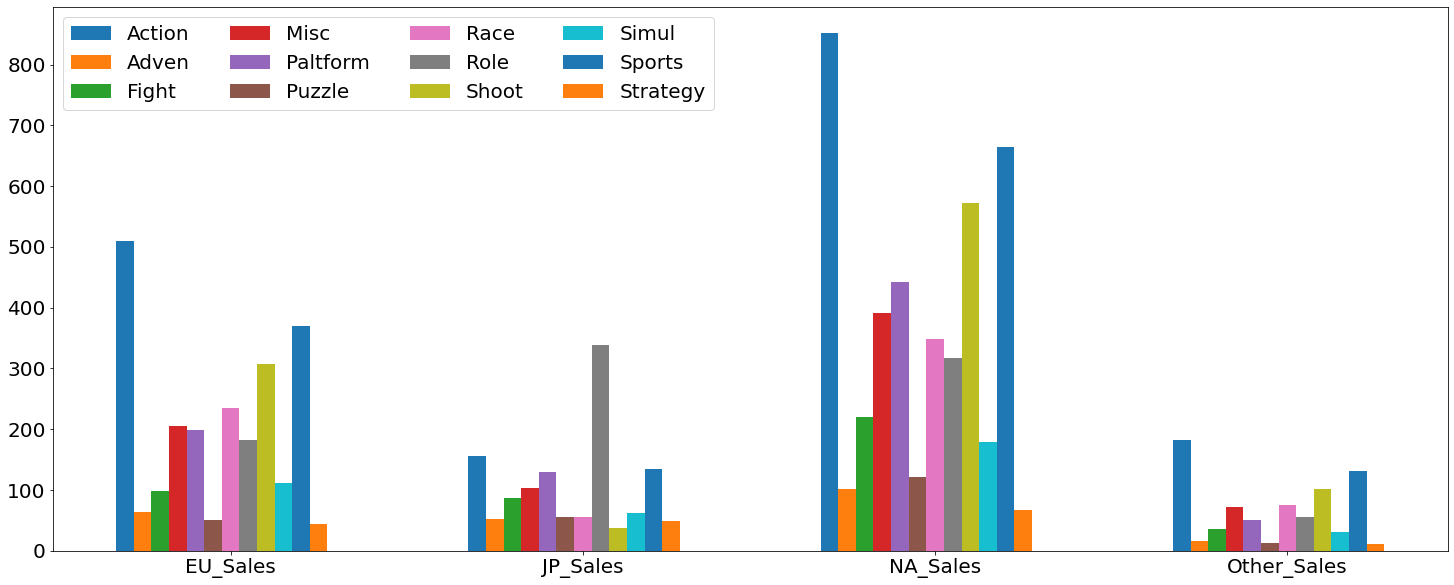 Action Misc Race Simul
Adven Paltform Role Sports
Fight Puzzle Shoot Strategy
800
700
600
500
400
300
200
100
0
EU_Sales JP_Sales NA_Sales Other_Sales